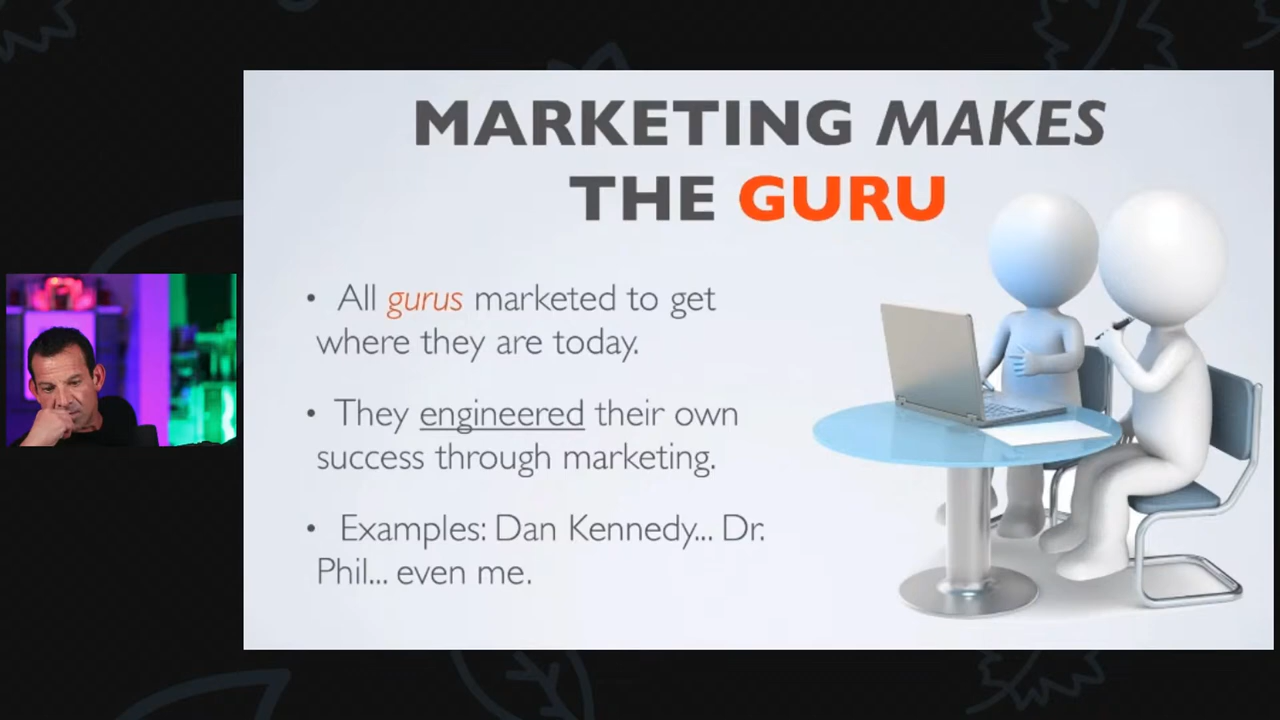 MARKETING MAKES
THE GURU
• All gurus marketed to get
where they are today.
• They engineered their own
success through marketing.
• Examples: Dan Kennedy... Dr.
Phil... even me.